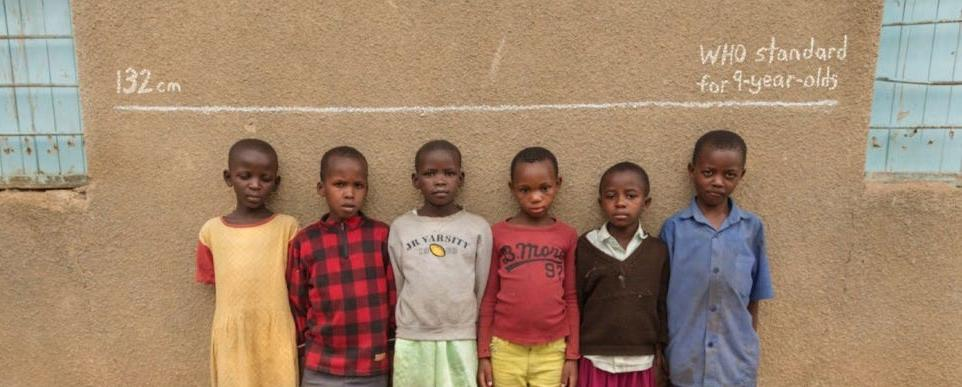 132 cm
WHO standard
for 9-year-olds
JR VARSITY
B.More
97